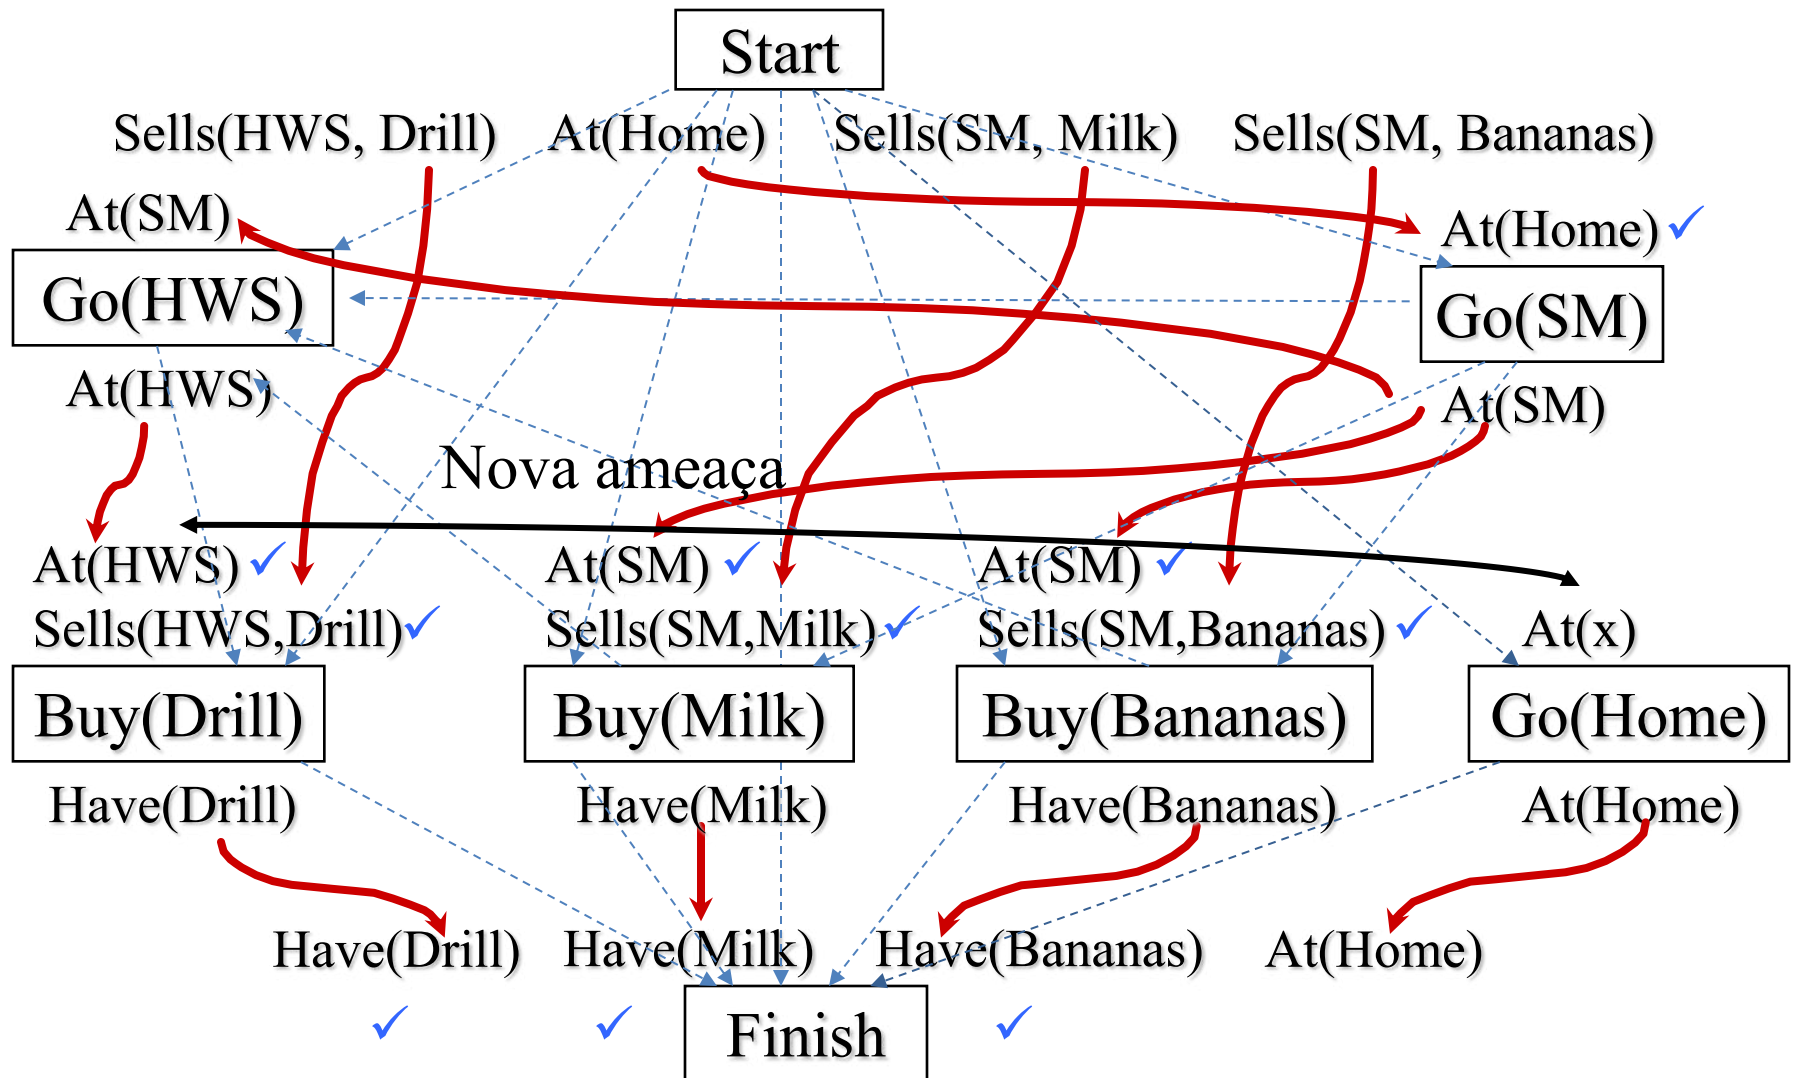 Start
Sells(HWS, Drill) At(Home) Sells(SM, Milk) Sells(SM, Bananas)
At(SM)
At(Home)
Go(HWS)
Go(SM)
At(HWS)
At(SM)
Nova ameaça
At(HWS) At(SM) At(SM)
Sells(HWS,Drill) Sells(SM,Milk) Sells(SM,Bananas) At(x)
Buy(Drill) Buy(Milk) Buy(Bananas) Go(Home)
Have(Drill) Have(Milk) Have(Bananas) At(Home)
Have(Drill) Have(Milk) Have(Bananas) At(Home)
Finish